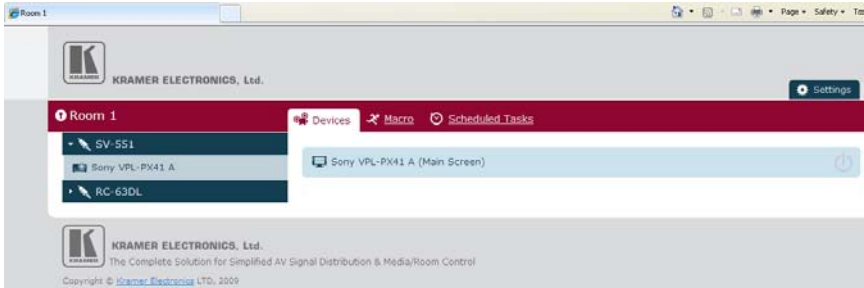 Room 1
Page Safety
KRAMER
KRAMER ELECTRONICS, Ltd.
Settings
Room 1
Devices Macro Scheduled Tasks
SV-551
Sony VPL-PX41 A
Sony VPL-PX41 A (Main Screen)
RC-63DL
KRAMER
KRAMER ELECTRONICS, Ltd.
The Complete Solution for Simplified AV Signal Distribution & Media/Room Control
Copyright © Kramer Electronics LTD, 2009